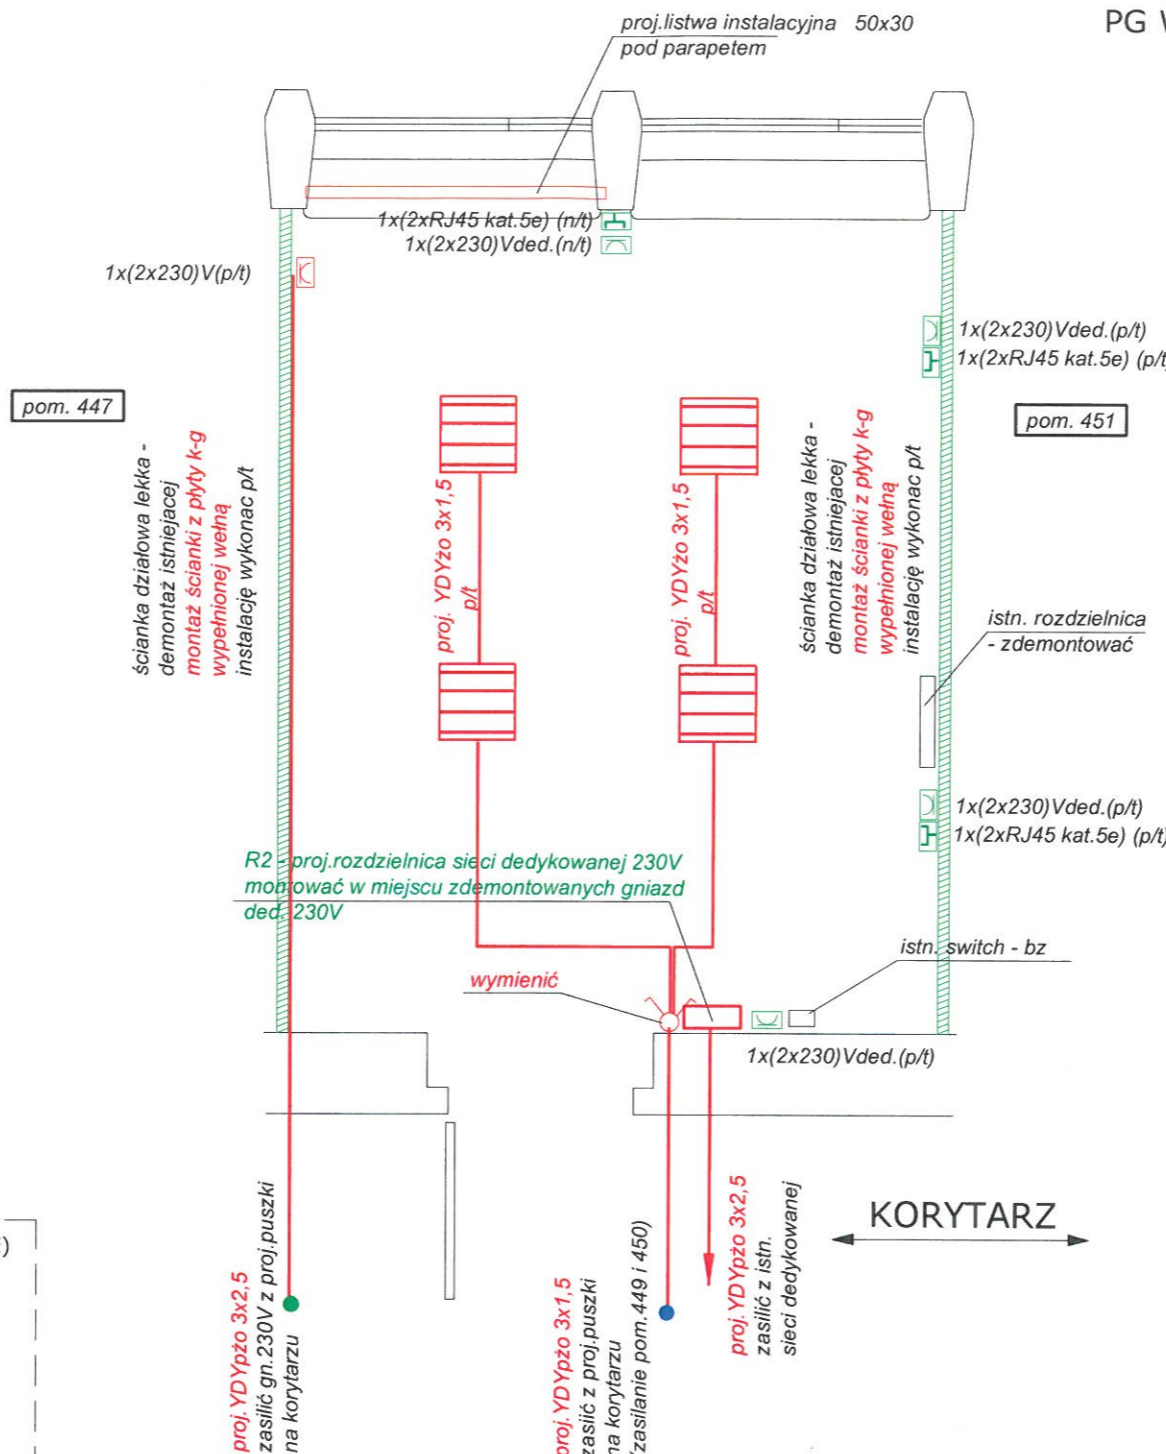 proj.listwa instalacyjna 50x30
pod parapetem
PG
1x(2xRJ45 kat.5e) (n/t)
1x(2x230)Vded.(n/t)
1x(2x230)V(p/t)
1x(2x230)Vded.(p/t)
1x(2xRJ45 kat.5e) (p/t
pom. 447
pom. 451
ścianka działowa lekka -
demontaż istniejacej
montaż ścianki z płyty k-g
wypełnionej wełną
instalację wykonac p/t
proj. YDYżo 3x1,5
p/t
proj. YDYżo 3x1,5
p/t
ścianka działowa lekka -
demontaż istniejacej
montaż ścianki z płyty k-g
wypełnionej wełną
instalację wykonac p/t
istn. rozdzielnica
- zdemontować
1x(2x230)Vded.(p/t)
1x(2xRJ45 kat.5e) (p/t)
R2 - proj.rozdzielnica sieci dedykowanej 230V
montować w miejscu zdemontowanych gniazd
ded. 230V
istn. switch - bz
wymienić
1x(2x230)Vded.(p/t)
KORYTARZ
proj.YDYpżo 3x2,5
zasilić gn.230V z proj.puszki
na korytarzu
proj.YDYpżo 3x1,5
zasilić z proj.puszki
na korytarzu
(zasilanie pom.449 i 450)
proj.YDYpżo 3x2,5
zasilić z istn.
sieci dedykowanej